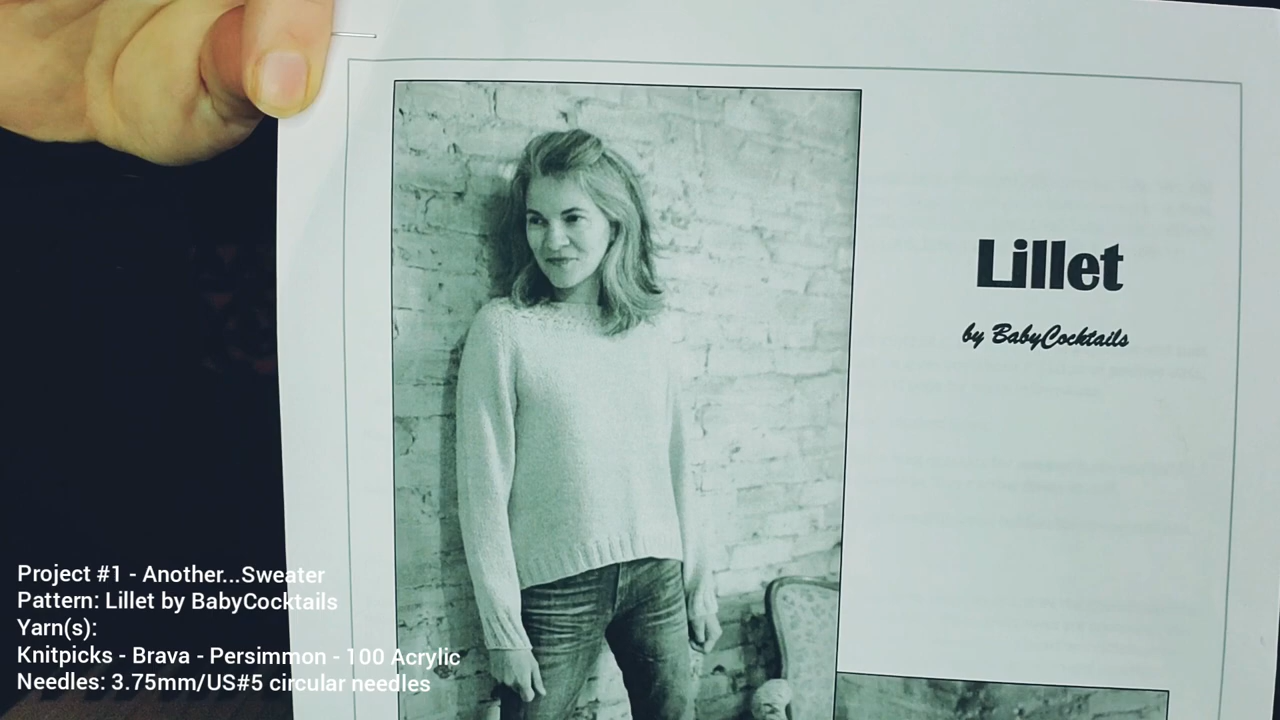 Lillet
by BabyCocktails
Project #1 - Another...Sweater
Pattern: Lillet by BabyCocktails
Yarn(s):
Knitpicks - Brava - Persimmon - 100 Acrylic
Needles: 3.75mm/US#5 circular needles